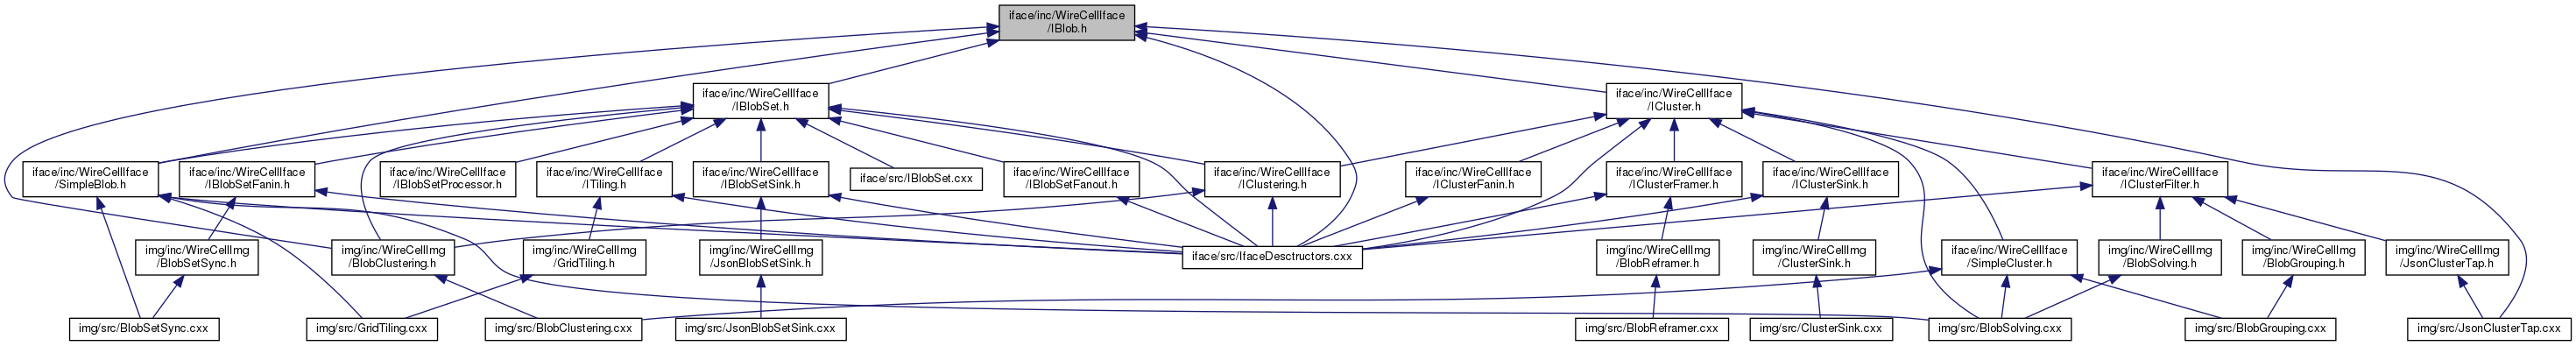 iface/inc/WireCellIface
/IBlob.h
iface/inc/WireCellIface
/IBlobSet.h
iface/inc/WireCellIface
/ICluster.h
iface/inc/WireCellIface
/SimpleBlob.h
iface/inc/WireCellIface
/IBlobSetFanin.h
iface/inc/WireCellIface
/IBlobSetProcessor.h
iface/inc/WireCellIface
/ITiling.h
iface/inc/WireCellIface
/IBlobSetSink.h
iface/src/IBlobSet.cxx
iface/inc/WireCellIface
/IBlobSetFanout.h
iface/inc/WireCellIface
/IClustering.h
iface/inc/WireCellIface
/IClusterFanin.h
iface/inc/WireCellIface
/IClusterFramer.h
iface/inc/WireCellIface
/IClusterSink.h
iface/inc/WireCellIface
/IClusterFilter.h
img/inc/WireCellImg
/BlobSetSync.h
img/inc/WireCellImg
/BlobClustering.h
img/inc/WireCellImg
/GridTiling.h
img/inc/WireCellImg
/JsonBlobSetSink.h
iface/src/IfaceDesctructors.cxx
img/inc/WireCellImg
/BlobReframer.h
img/inc/WireCellImg
/ClusterSink.h
iface/inc/WireCellIface
/SimpleCluster.h
img/inc/WireCellImg
/BlobSolving.h
img/inc/WireCellImg
/BlobGrouping.h
img/inc/WireCellImg
/JsonClusterTap.h
img/src/BlobSetSync.cxx
img/src/GridTiling.cxx
img/src/BlobClustering.cxx
img/src/JsonBlobSetSink.cxx
img/src/BlobReframer.cxx
img/src/ClusterSink.cxx
img/src/BlobSolving.cxx
img/src/BlobGrouping.cxx
img/src/JsonClusterTap.cxx